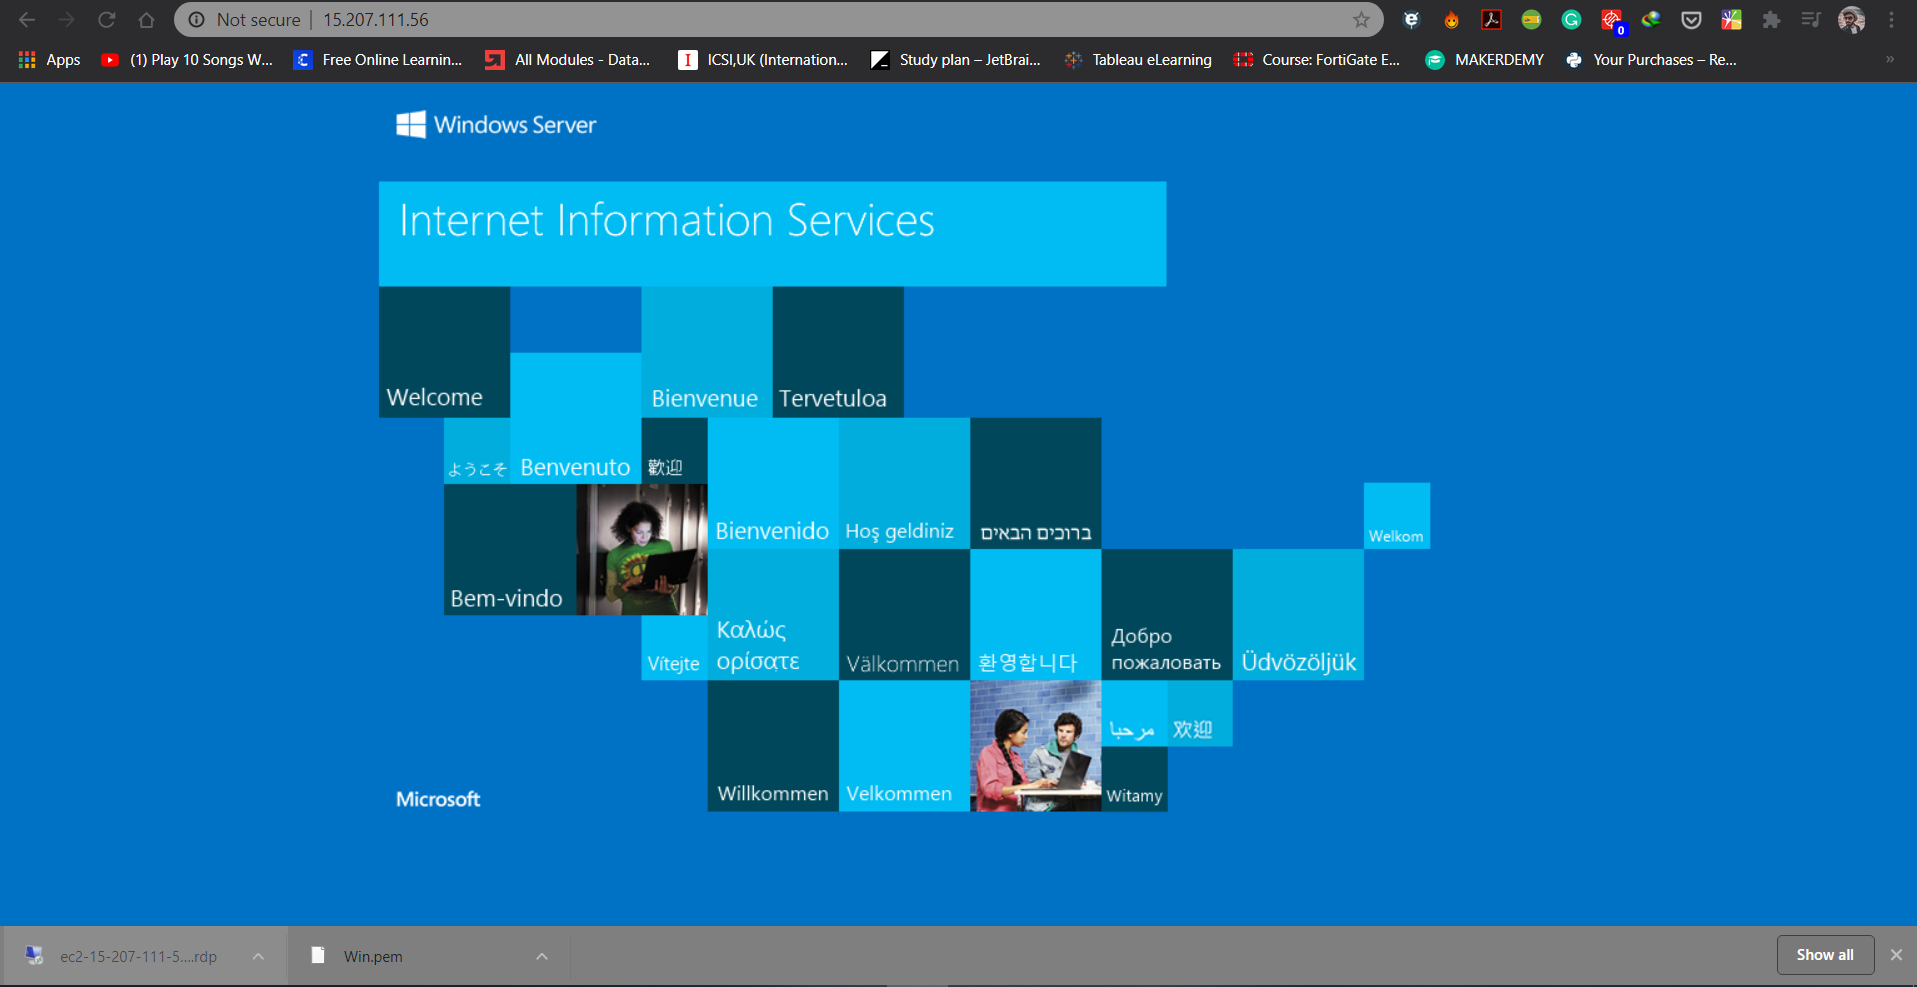 Not secure | 15.207.111.56
0
Apps
(1) Play 10 Songs W...
Free Online Learnin...
All Modules - Data...
ICSI,UK (Internation...
Study plan – JetBrai...
Tableau eLearning
Course: FortiGate E...
MAKERDEMY
Your Purchases – Re...
Windows Server
Internet Information Services
Welcome
Bienvenue
Tervetuloa
ようこそ
Benvenuto
歡迎
Bienvenido
Hoş geldiniz
ברוכים הבאים
Welkom
Bem-vindo
Καλώς
ορίσατε
Vítejte
Välkommen
환영합니다
Добро
пожаловать
Üdvözöljük
مرحبا
欢迎
Willkommen
Velkommen
Witamy
Microsoft
ec2-15-207-111-5....rdp
Win.pem
Show all